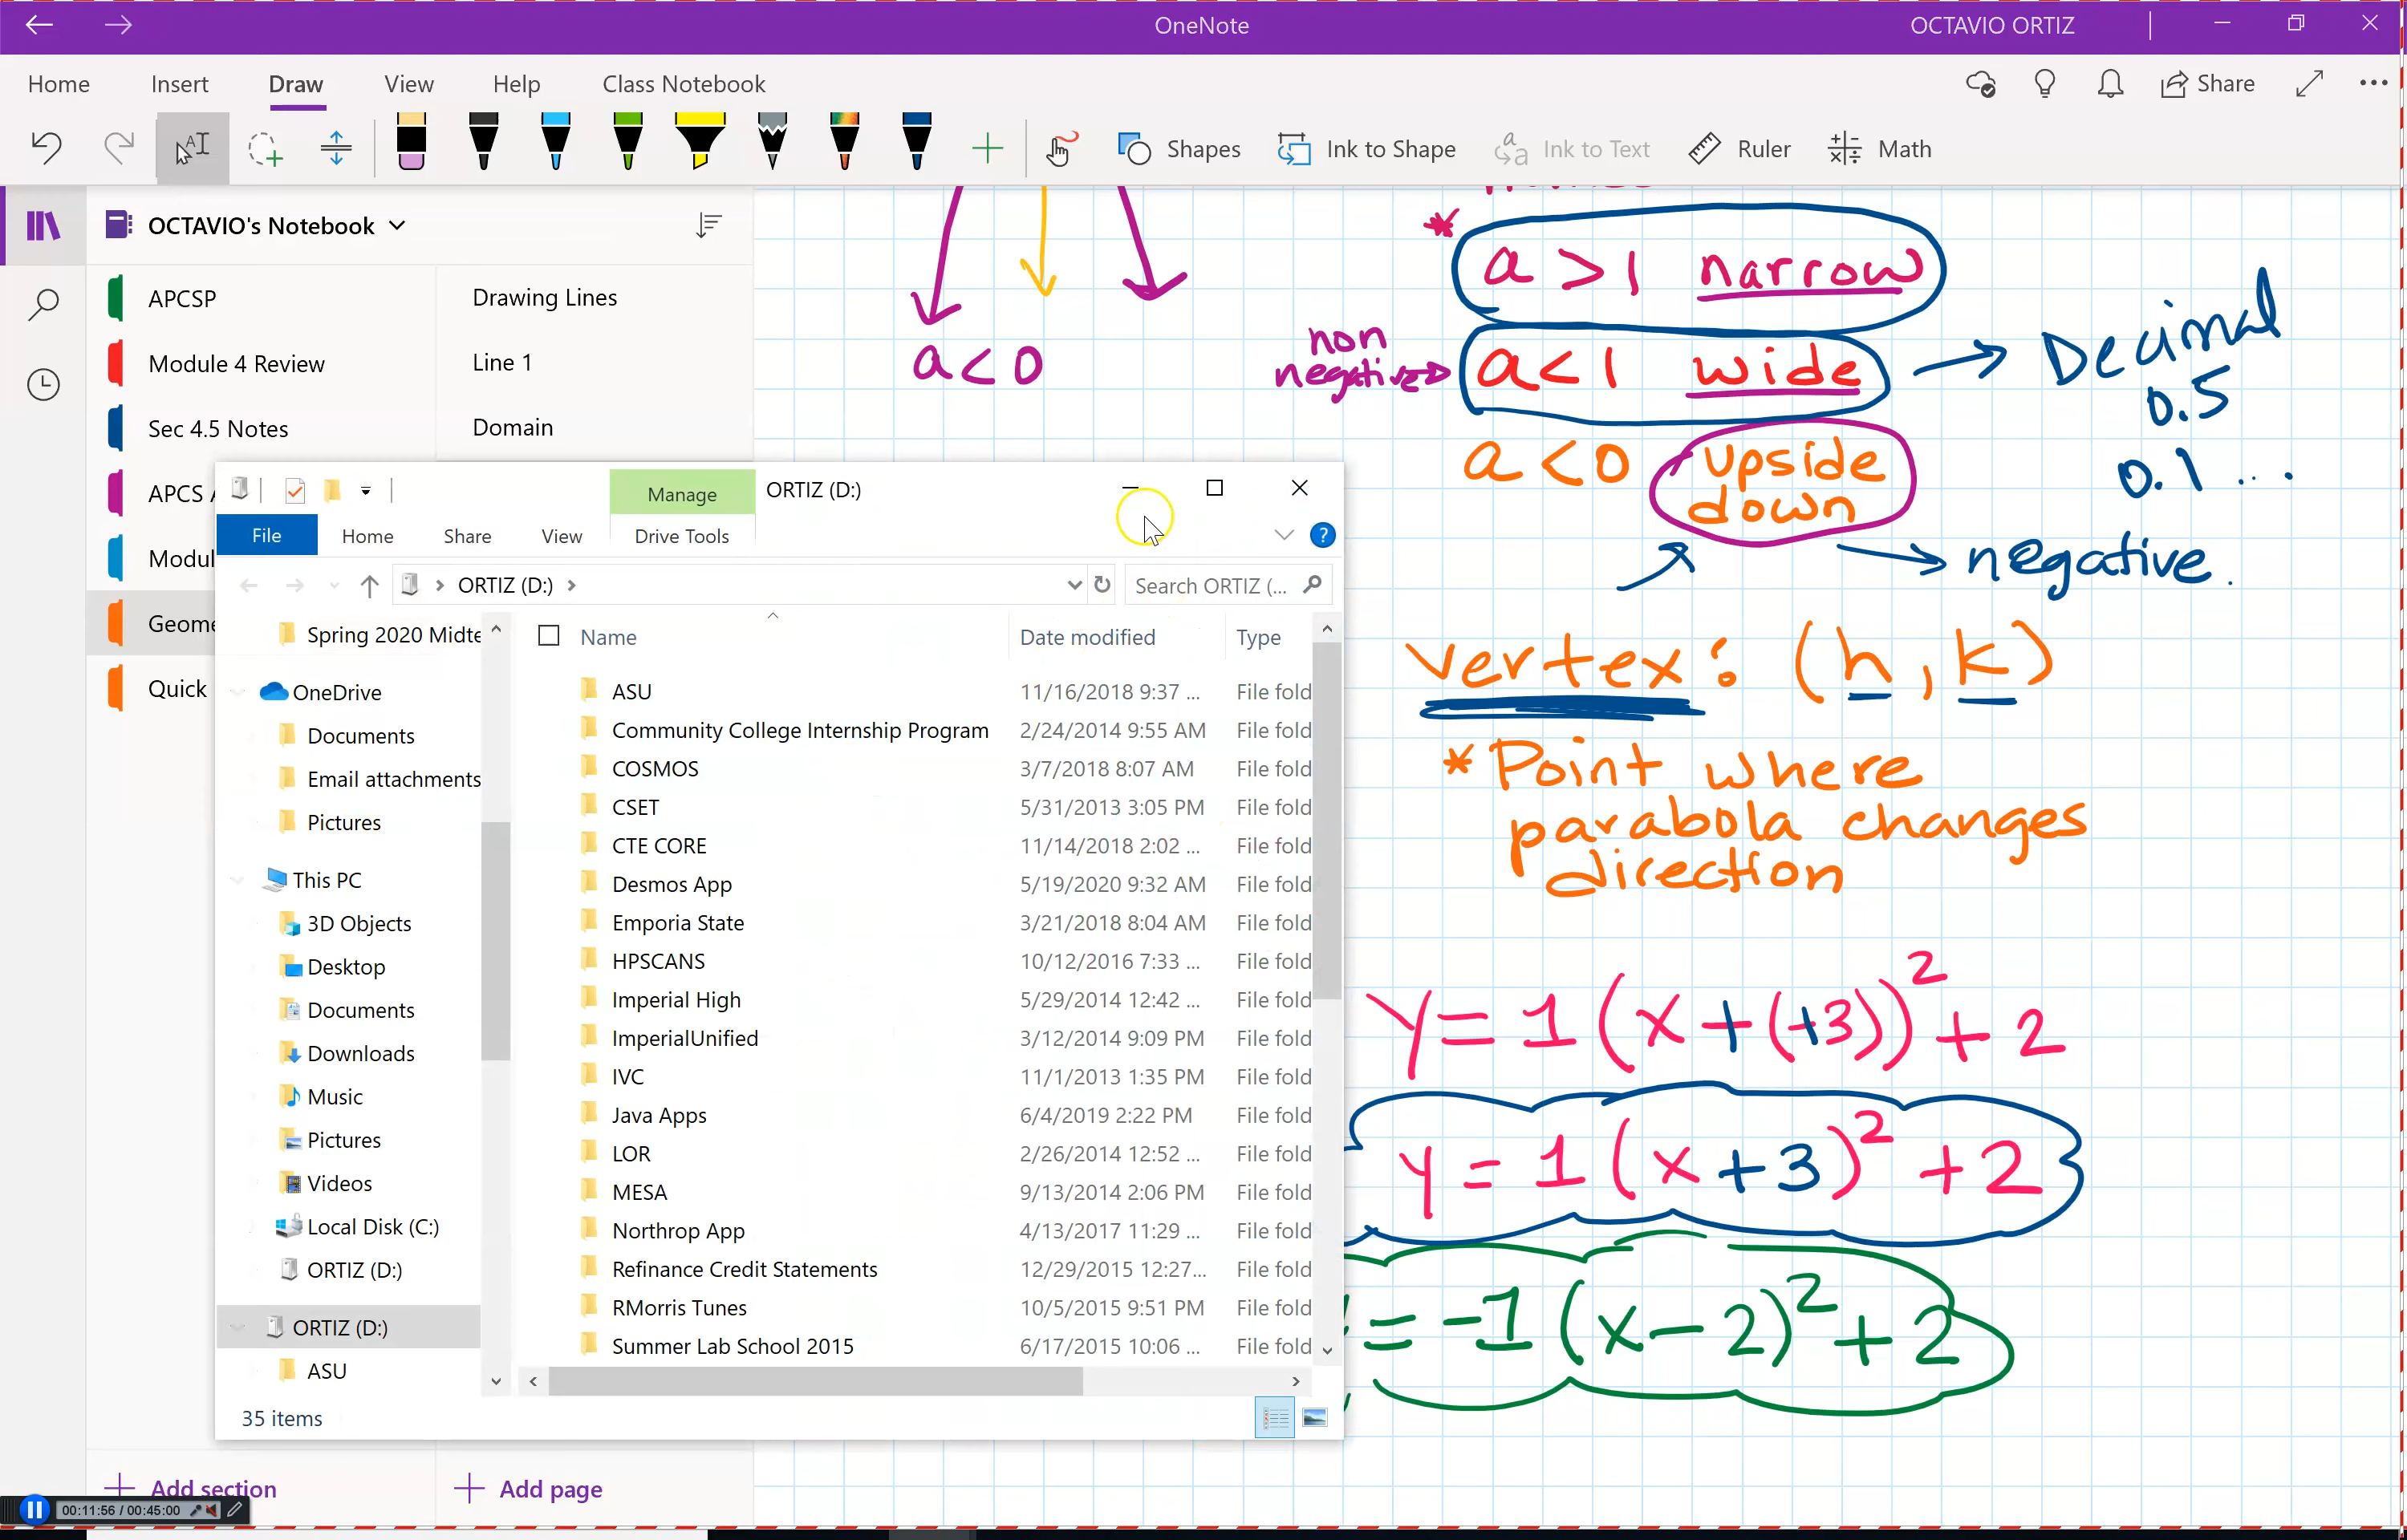 OneNote
OCTAVIO ORTIZ
Home Insert Draw View Help Class Notebook
Share
Shapes Ink to Shape Ink to Text Ruler Math
OCTAVIO's Notebook
APCSP
Module 4 Review
Sec 4.5 Notes
APCS
Modul
Geome
Quick
Drawing Lines
Line 1
Domain
Add section
Add page
a < 0
* a > 1 narrow
non
negative
a < 1 wide
Decimal
0.5
0.1 ...
a < 0 upside
down
negative.
vertex: (h, k)
* Point where
parabola changes
direction
y = 1 (x + (+3))² + 2
y = 1 (x + 3)² + 2
= -1 (x - 2)² + 2
Manage
ORTIZ (D:)
File Home Share View Drive Tools
ORTIZ (D:)
Search ORTIZ (...
Spring 2020 Midte
OneDrive
Documents
Email attachments
Pictures
This PC
3D Objects
Desktop
Documents
Downloads
Music
Pictures
Videos
Local Disk (C:)
ORTIZ (D:)
ORTIZ (D:)
ASU
Name Date modified Type
ASU 11/16/2018 9:37 ... File fold
Community College Internship Program 2/24/2014 9:55 AM File fold
COSMOS 3/7/2018 8:07 AM File fold
CSET 5/31/2013 3:05 PM File fold
CTE CORE 11/14/2018 2:02 ... File fold
Desmos App 5/19/2020 9:32 AM File fold
Emporia State 3/21/2018 8:04 AM File fold
HPSCANS 10/12/2016 7:33 ... File fold
Imperial High 5/29/2014 12:42 ... File fold
ImperialUnified 3/12/2014 9:09 PM File fold
IVC 11/1/2013 1:35 PM File fold
Java Apps 6/4/2019 2:22 PM File fold
LOR 2/26/2014 12:52 ... File fold
MESA 9/13/2014 2:06 PM File fold
Northrop App 4/13/2017 11:29 ... File fold
Refinance Credit Statements 12/29/2015 12:27... File fold
RMorris Tunes 10/5/2015 9:51 PM File fold
Summer Lab School 2015 6/17/2015 10:06 ... File fold
35 items
00:11:56 / 00:45:00